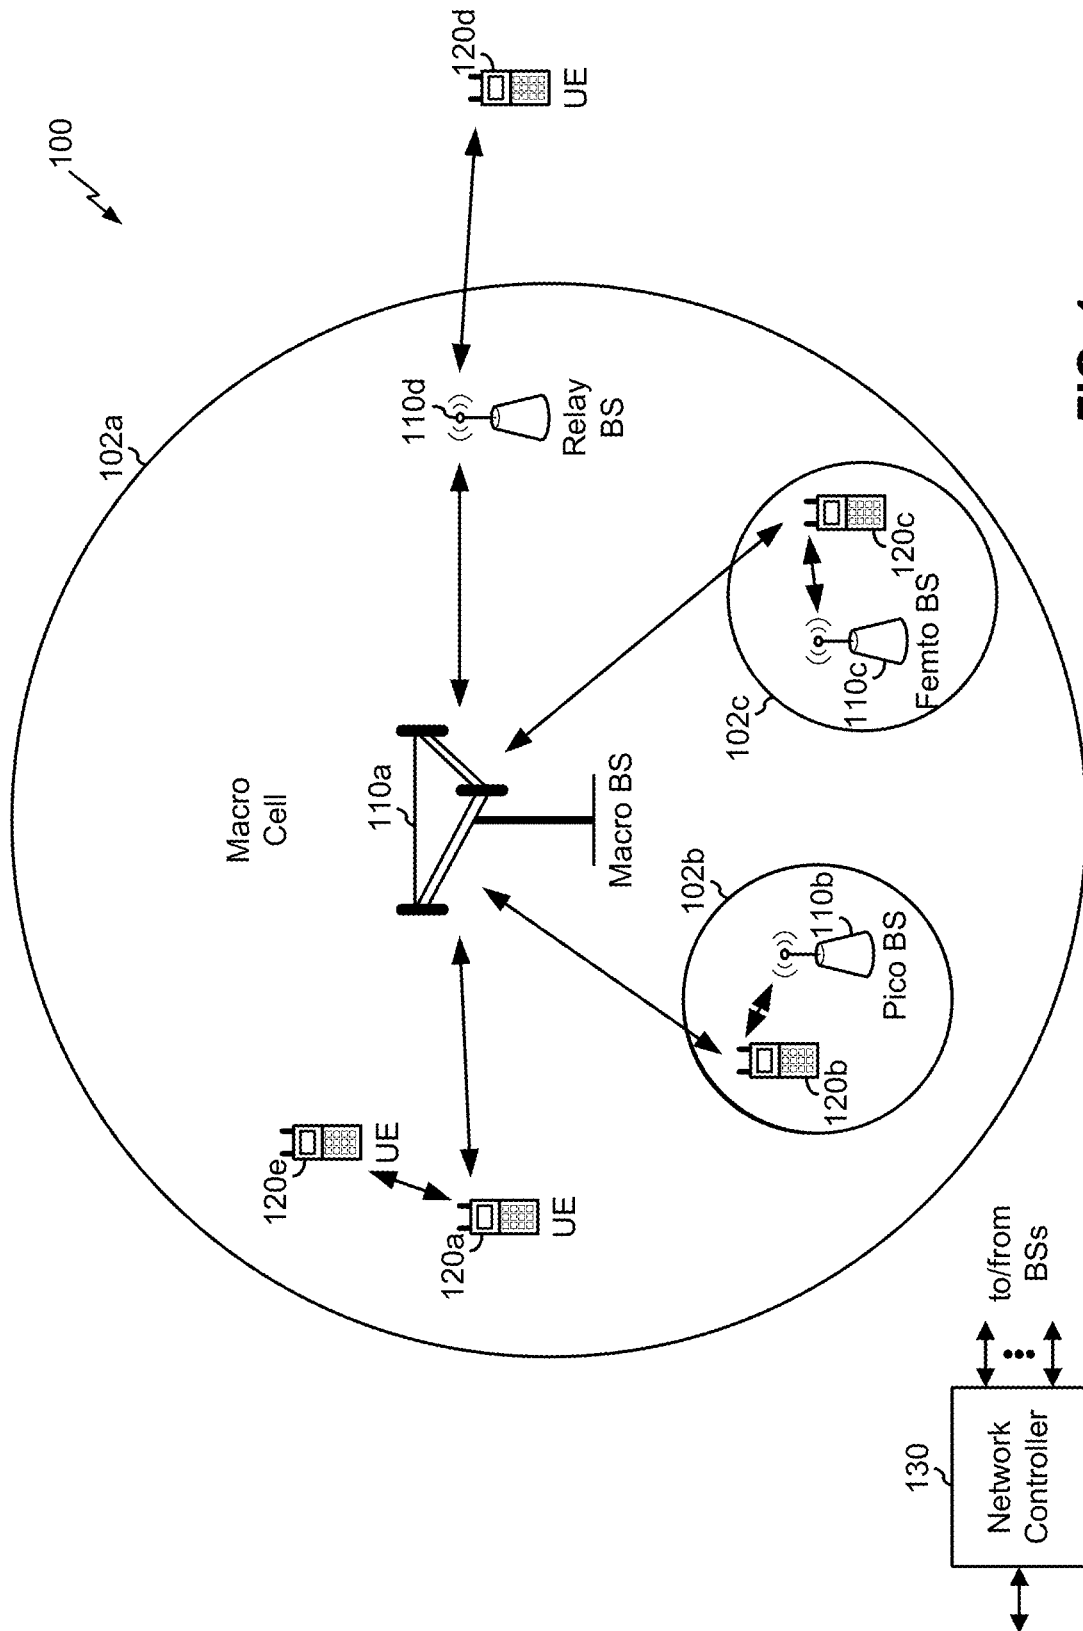 100
102a
Macro
Cell
120e
UE
120a
UE
110a
Macro BS
110d
Relay
BS
120d
UE
102b
110b
Pico BS
120b
102c
110c
Femto BS
120c
130
Network
Controller
to/from
BSs